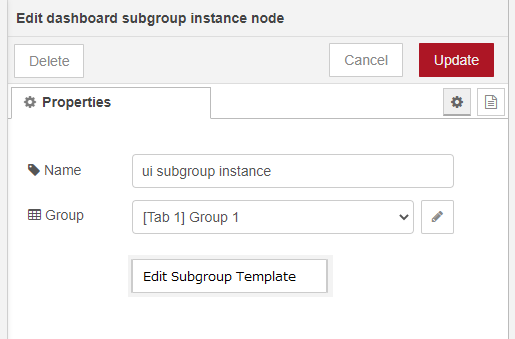 Edit dashboard subgroup instance node
Delete
Cancel
Update
Properties
Name
ui subgroup instance
Group
[Tab 1] Group 1
Edit Subgroup Template